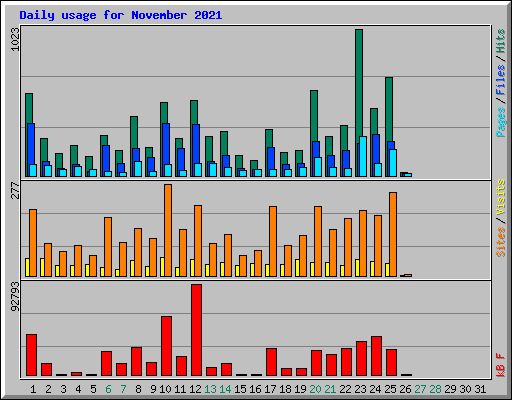 Daily usage for November 2021
1023
Pages / Files / Hits
277
Sites / Visits
92793
kB F
1 2 3 4 5 6 7 8 9 10 11 12 13 14 15 16 17 18 19 20 21 22 23 24 25 26 27 28 29 30 31